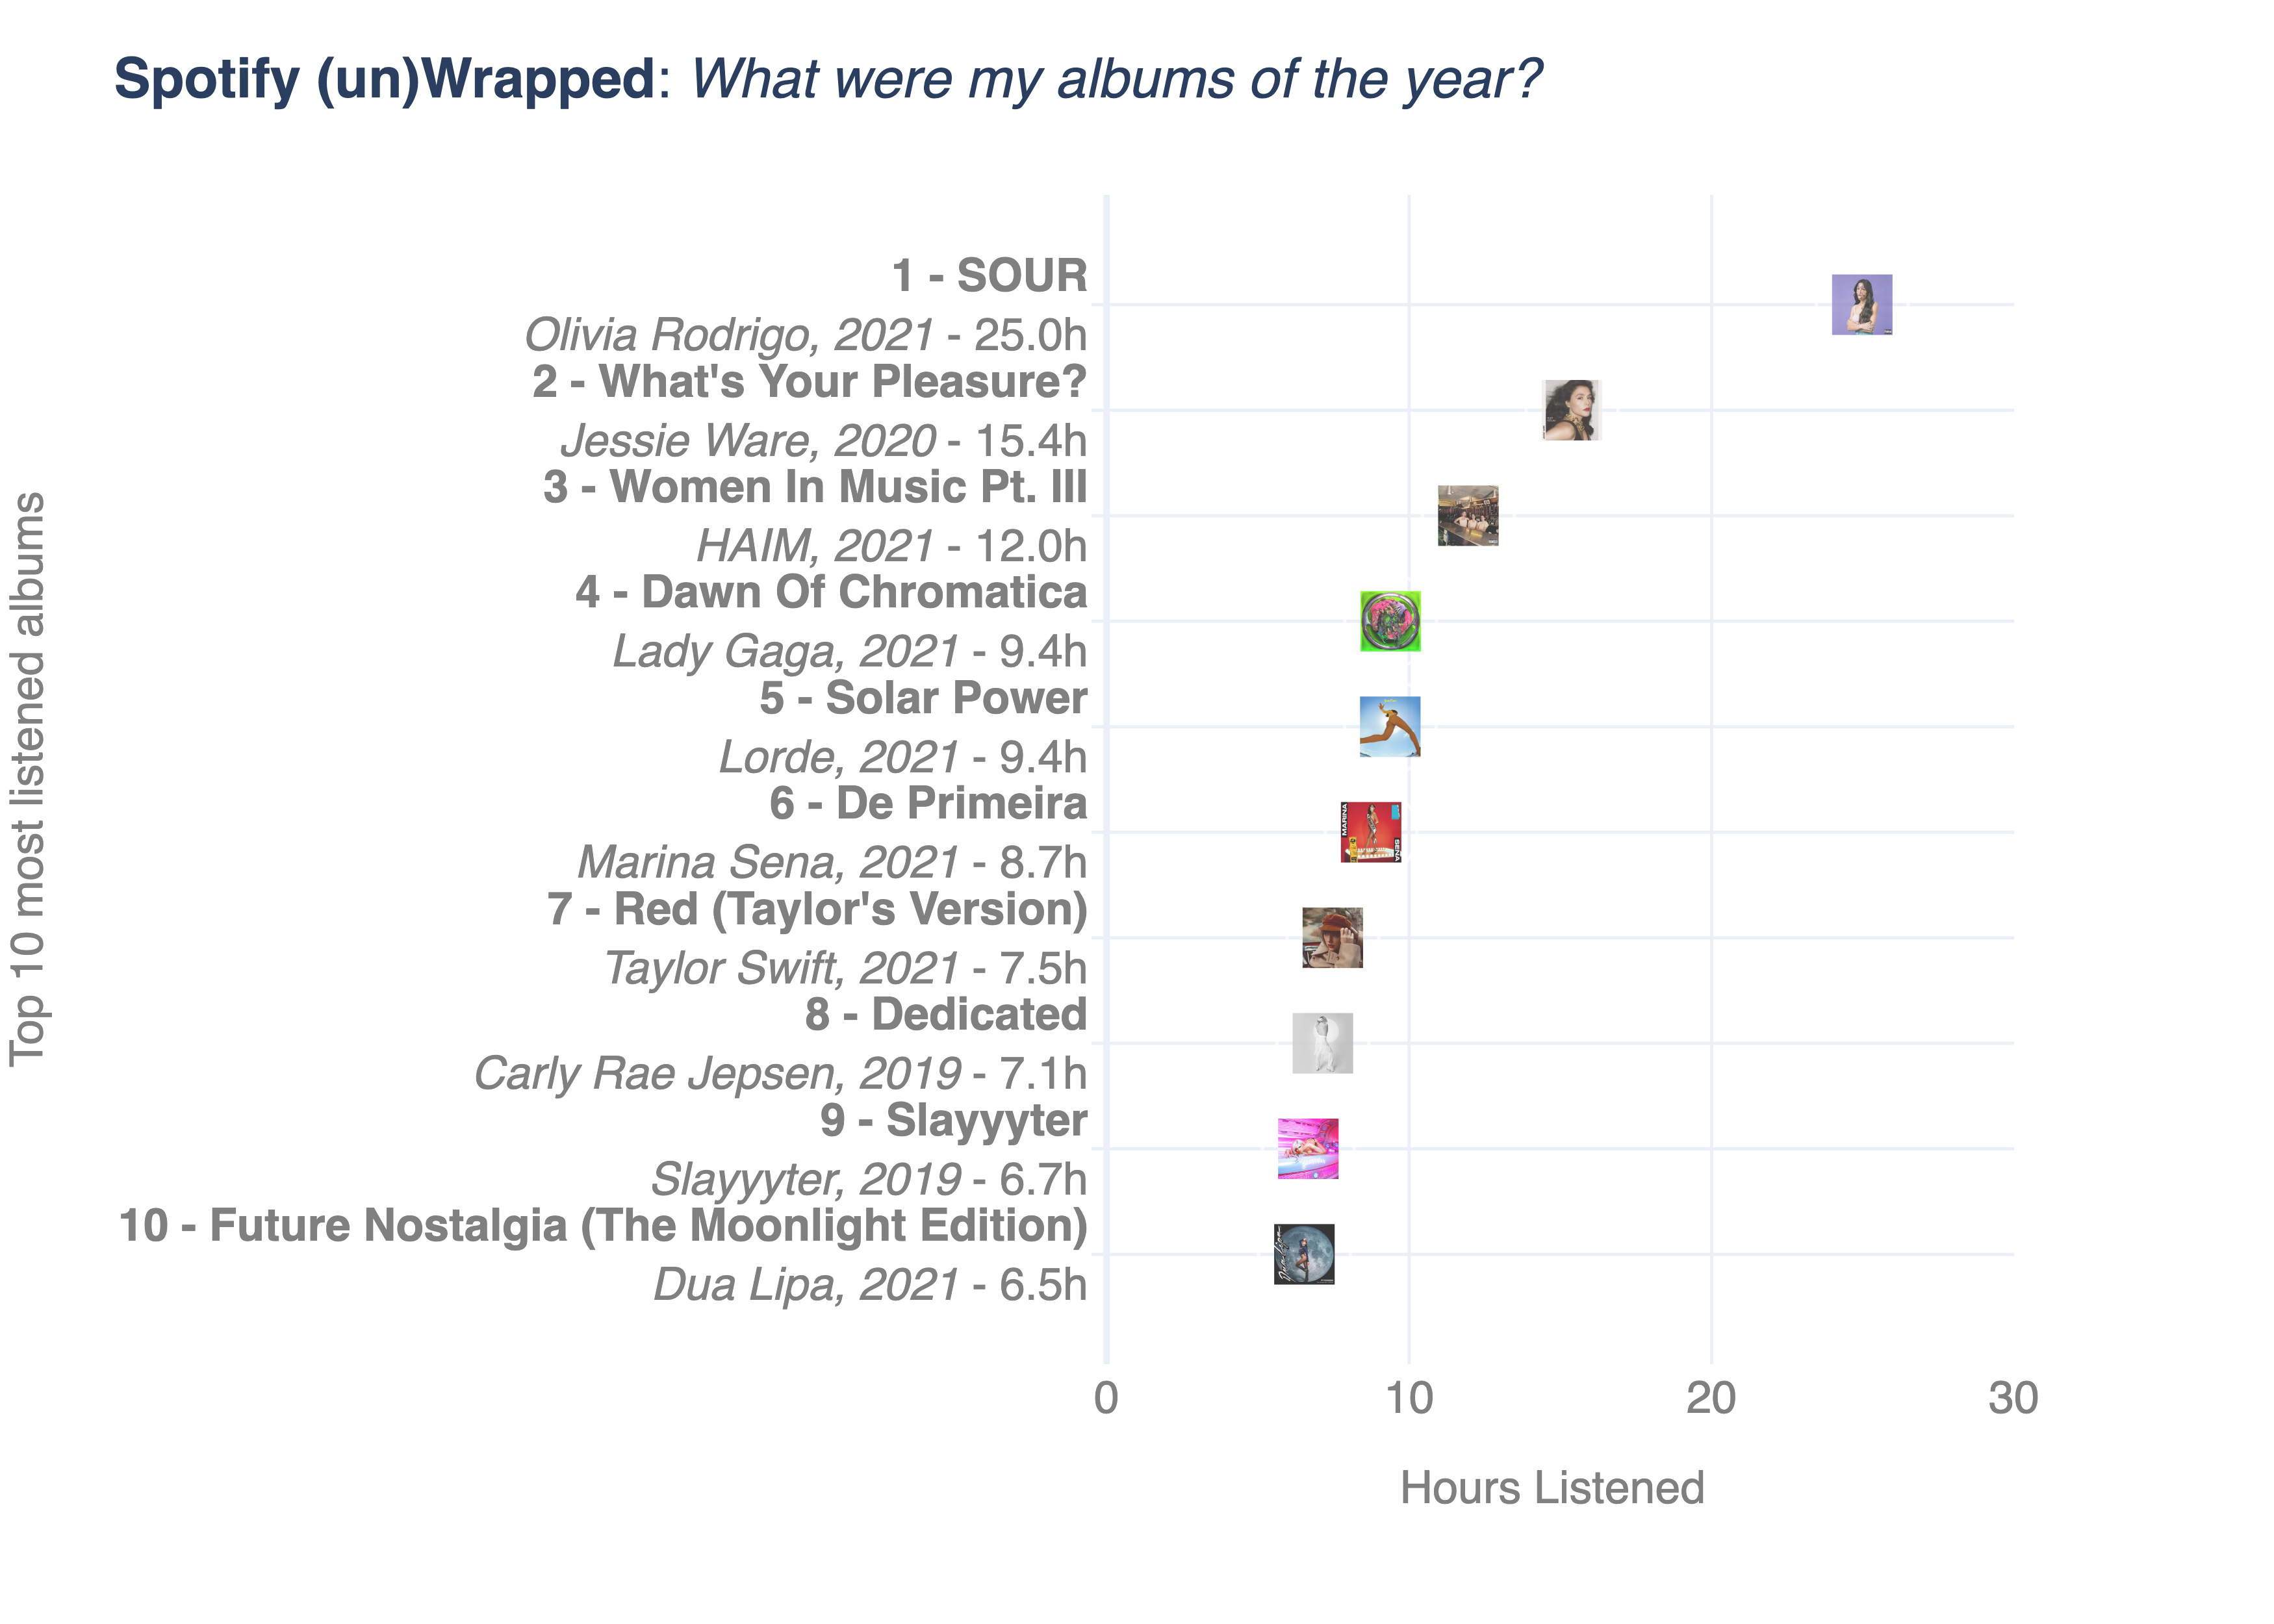 Spotify (un)Wrapped: What were my albums of the year?
Top 10 most listened albums
1 - SOUR
Olivia Rodrigo, 2021 - 25.0h
2 - What's Your Pleasure?
Jessie Ware, 2020 - 15.4h
3 - Women In Music Pt. III
HAIM, 2021 - 12.0h
4 - Dawn Of Chromatica
Lady Gaga, 2021 - 9.4h
5 - Solar Power
Lorde, 2021 - 9.4h
6 - De Primeira
Marina Sena, 2021 - 8.7h
MARINA
SENA
7 - Red (Taylor's Version)
Taylor Swift, 2021 - 7.5h
8 - Dedicated
Carly Rae Jepsen, 2019 - 7.1h
9 - Slayyyter
Slayyyter, 2019 - 6.7h
10 - Future Nostalgia (The Moonlight Edition)
Dua Lipa, 2021 - 6.5h
Dua Lipa
0 10 20 30
Hours Listened